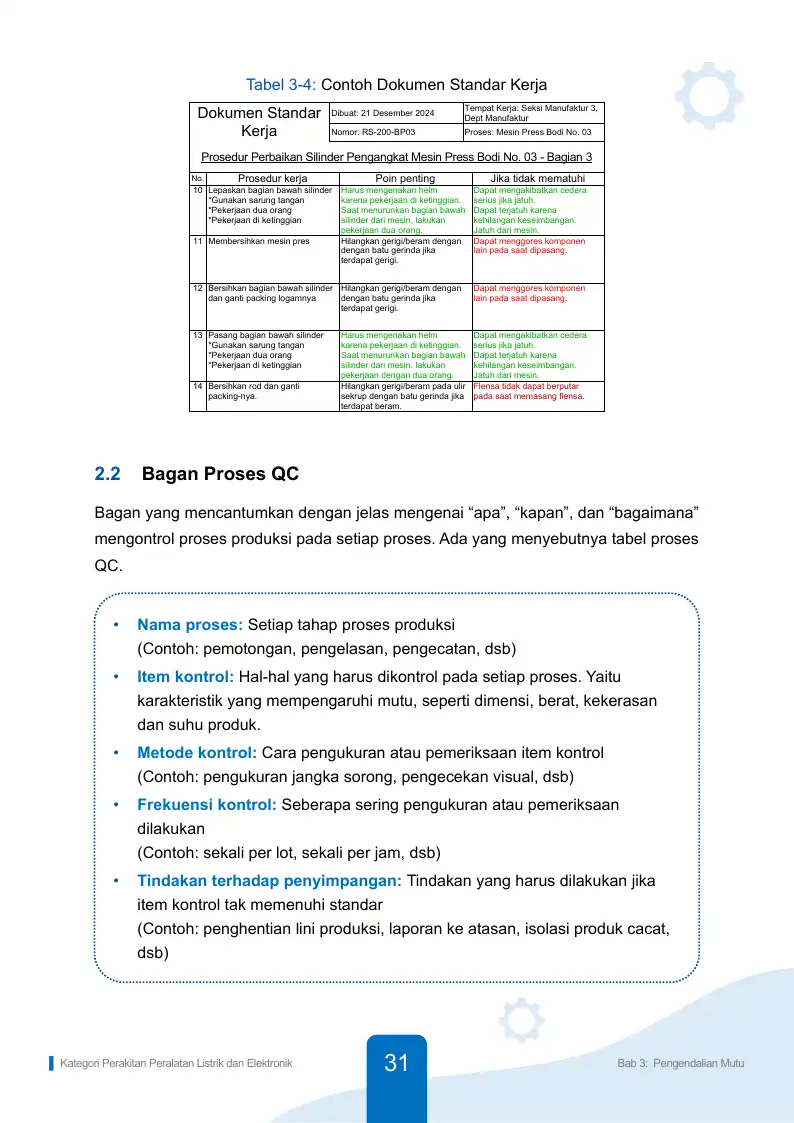 Tabel 3-4: Contoh Dokumen Standar Kerja
Dokumen Standar
Kerja
Dibuat: 21 Desember 2024
Tempat Kerja: Seksi Manufaktur 3,
Dept Manufaktur
Nomor: RS-200-BP03
Proses: Mesin Press Bodi No. 03
Prosedur Perbaikan Silinder Pengangkat Mesin Press Bodi No. 03 - Bagian 3
No.
Prosedur kerja
Poin penting
Jika tidak mematuhi
10
Lepaskan bagian bawah silinder
*Gunakan sarung tangan
*Pekerjaan dua orang
*Pekerjaan di ketinggian
Harus mengenakan helm
karena pekerjaan di ketinggian.
Saat menurunkan bagian bawah
silinder dari mesin, lakukan
pekerjaan dua orang.
Dapat mengakibatkan cedera
serius jika jatuh.
Dapat terjatuh karena
kehilangan keseimbangan.
Jatuh dari mesin.
11
Membersihkan mesin pres
Hilangkan gerigi/beram dengan
dengan batu gerinda jika
terdapat gerigi.
Dapat menggores komponen
lain pada saat dipasang.
12
Bersihkan bagian bawah silinder
dan ganti packing logamnya
Hilangkan gerigi/beram dengan
dengan batu gerinda jika
terdapat gerigi.
Dapat menggores komponen
lain pada saat dipasang.
13
Pasang bagian bawah silinder
*Gunakan sarung tangan
*Pekerjaan dua orang
*Pekerjaan di ketinggian
Harus mengenakan helm
karena pekerjaan di ketinggian.
Saat menurunkan bagian bawah
silinder dari mesin. lakukan
pekerjaan dengan dua orang.
Dapat mengakibatkan cedera
serius jika jatuh.
Dapat terjatuh karena
kehilangan keseimbangan.
Jatuh dari mesin.
14
Bersihkan rod dan ganti
packing-nya.
Hilangkan gerigi/beram pada ulir
sekrup dengan batu gerinda jika
terdapat beram.
Flensa tidak dapat berputar
pada saat memasang flensa.
2.2 Bagan Proses QC
Bagan yang mencantumkan dengan jelas mengenai “apa”, “kapan”, dan “bagaimana”
mengontrol proses produksi pada setiap proses. Ada yang menyebutnya tabel proses
QC.
• Nama proses: Setiap tahap proses produksi
(Contoh: pemotongan, pengelasan, pengecatan, dsb)
• Item kontrol: Hal-hal yang harus dikontrol pada setiap proses. Yaitu
karakteristik yang mempengaruhi mutu, seperti dimensi, berat, kekerasan
dan suhu produk.
• Metode kontrol: Cara pengukuran atau pemeriksaan item kontrol
(Contoh: pengukuran jangka sorong, pengecekan visual, dsb)
• Frekuensi kontrol: Seberapa sering pengukuran atau pemeriksaan
dilakukan
(Contoh: sekali per lot, sekali per jam, dsb)
• Tindakan terhadap penyimpangan: Tindakan yang harus dilakukan jika
item kontrol tak memenuhi standar
(Contoh: penghentian lini produksi, laporan ke atasan, isolasi produk cacat,
dsb)
Kategori Perakitan Peralatan Listrik dan Elektronik
31
Bab 3: Pengendalian Mutu